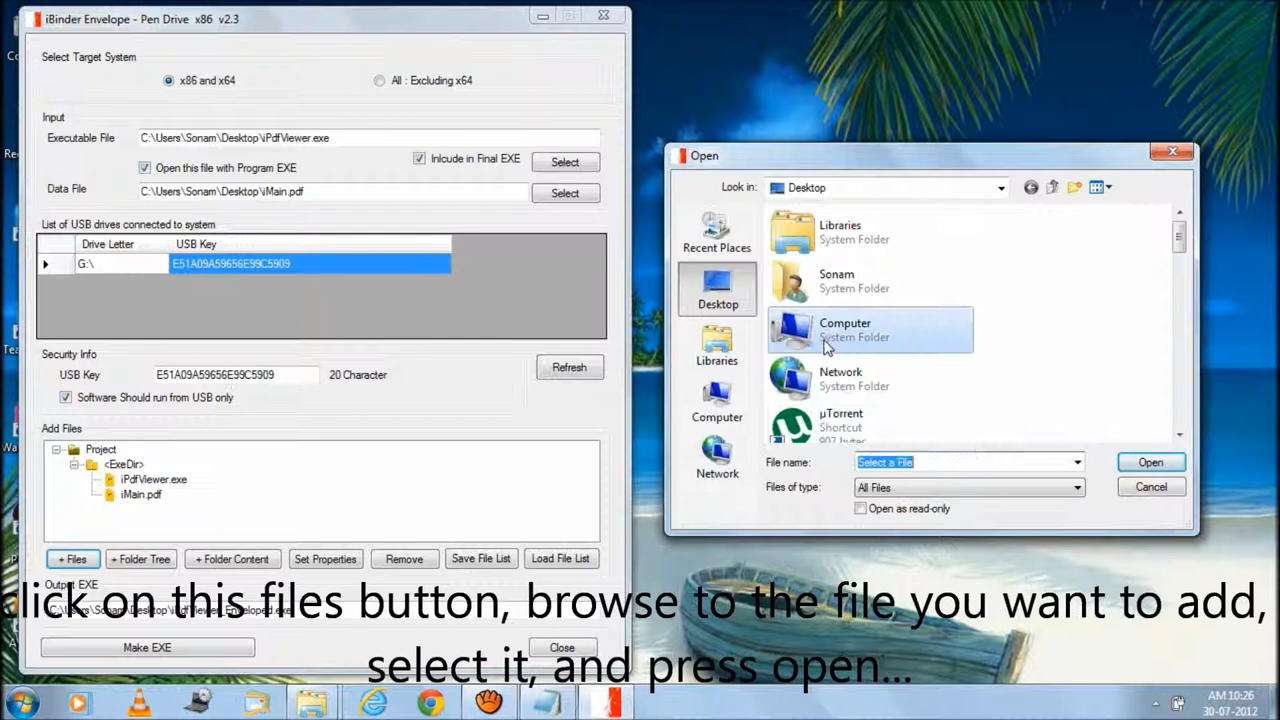 iBinder Envelope - Pen Drive x86 v2.3
Select Target System
x86 and x64
All : Excluding x64
Input
Executable File
C:\Users\Sonam\Desktop\iPdfViewer.exe
Open this file with Program EXE
Inlcude in Final EXE
Select
Data File
C:\Users\Sonam\Desktop\iMain.pdf
Select
List of USB drives connected to system
Drive Letter
USB Key
G:\
E51A09A59656E99C5909
Security Info
USB Key
E51A09A59656E99C5909
20 Character
Refresh
Software Should run from USB only
Add Files
Project
<ExeDir>
iPdfViewer.exe
iMain.pdf
+ Files
+ Folder Tree
+ Folder Content
Set Properties
Remove
Save File List
Load File List
Output EXE
C:\Users\Sonam\Desktop\iPdfViewer_Enveloped.exe
Make EXE
Close
Open
Look in:
Desktop
Recent Places
Desktop
Libraries
Computer
Network
Libraries
System Folder
Sonam
System Folder
Computer
System Folder
Network
System Folder
µTorrent
Shortcut
907 bytes
File name:
Select a File
Open
Files of type:
All Files
Cancel
Open as read-only
click on this files button, browse to the file you want to add,
select it, and press open...
AM 10:26
30-07-2012